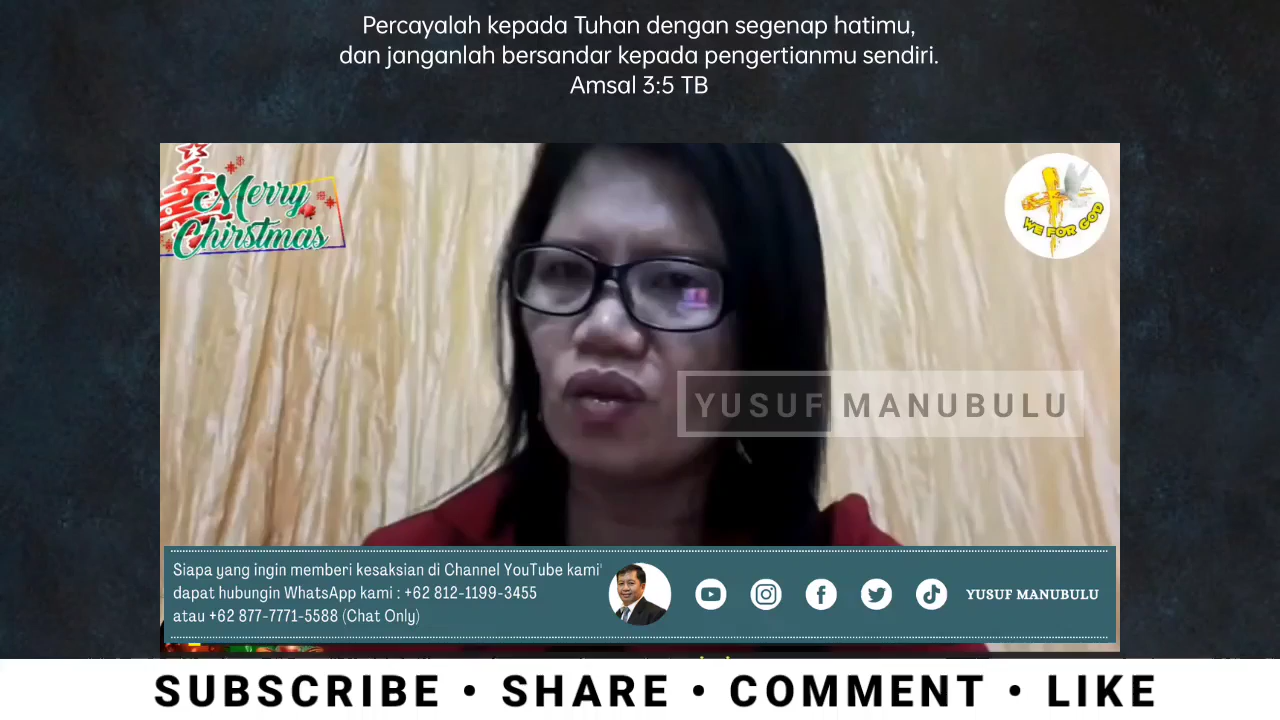 Percayalah kepada Tuhan dengan segenap hatimu,
dan janganlah bersandar kepada pengertianmu sendiri.
Amsal 3:5 TB
Merry
Chirstmas
WE FOR GOD
YUSUF MANUBULU
Siapa yang ingin memberi kesaksian di Channel YouTube kami'
dapat hubungin WhatsApp kami : +62 812-1199-3455
atau +62 877-7771-5588 (Chat Only)
YUSUF MANUBULU
SUBSCRIBE • SHARE • COMMENT • LIKE